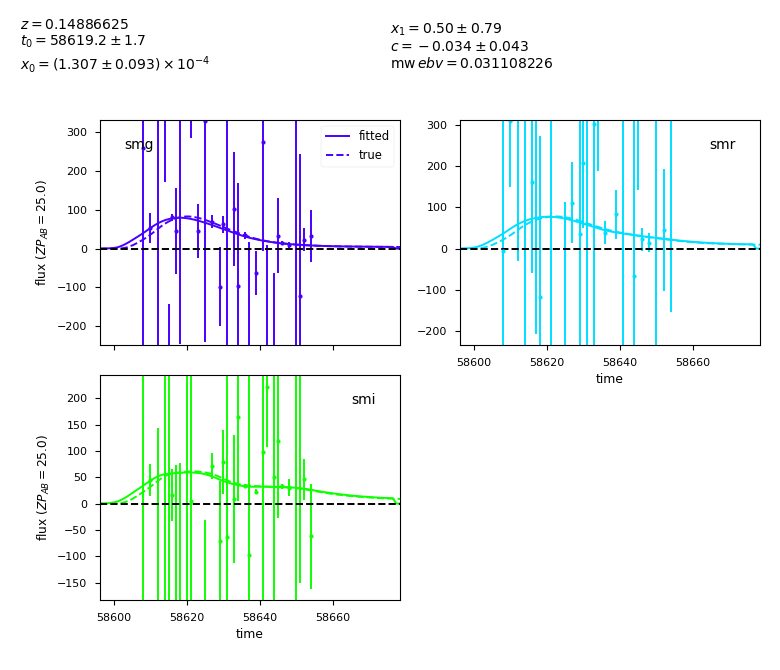 z = 0.14886625
t₀ = 58619.2 ± 1.7
x₀ = (1.307 ± 0.093) × 10⁻⁴
x₁ = 0.50 ± 0.79
c = −0.034 ± 0.043
mw ebv = 0.031108226
smg
fitted
true
300
200
100
0
−100
−200
flux (ZP_AB = 25.0)
smr
300
200
100
0
−100
−200
58600 58620 58640 58660
time
smi
200
150
100
50
0
−50
−100
−150
flux (ZP_AB = 25.0)
58600 58620 58640 58660
time